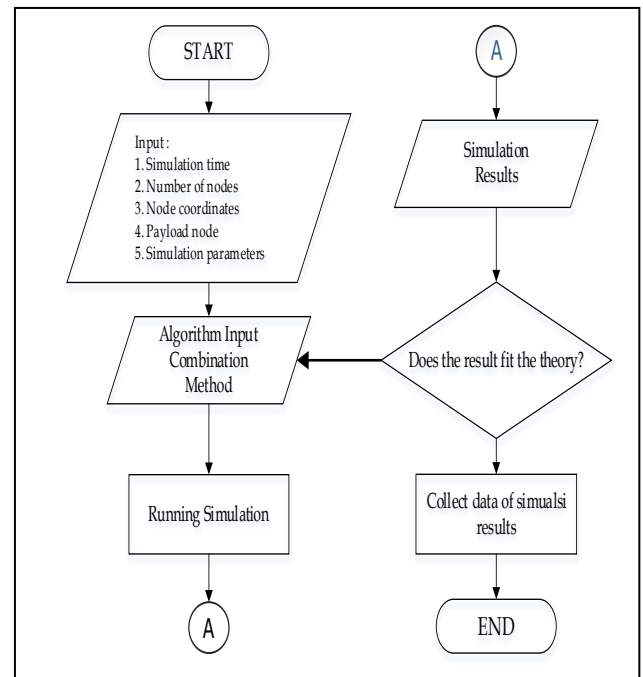 START
Input :
1. Simulation time
2. Number of nodes
3. Node coordinates
4. Payload node
5. Simulation parameters
Algorithm Input
Combination
Method
Running Simulation
A
A
Simulation
Results
Does the result fit the theory?
Collect data of simualsi
results
END